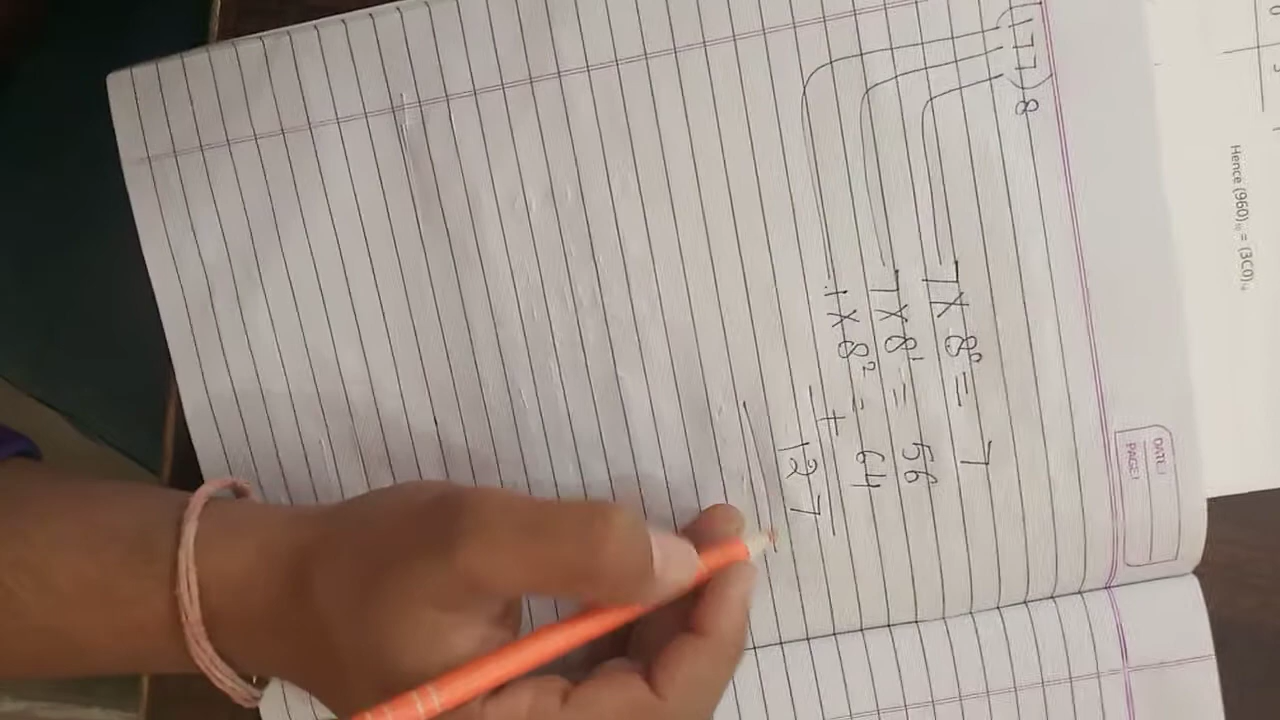 Hence (960)₁₀ = (3C0)₁₆
DATE:
PAGE:
(177)8
7 X 8⁰ = 7
7 X 8¹ = 56
1 X 8² = 64
+
127